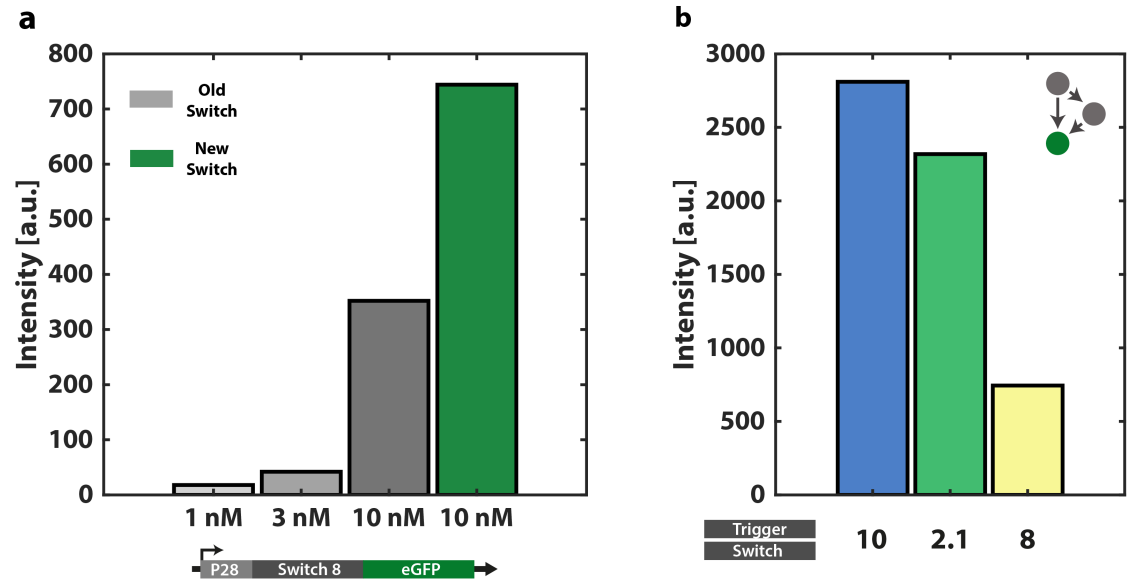 a
Intensity [a.u.]
800
700
600
500
400
300
200
100
0
Old
Switch
New
Switch
1 nM 3 nM 10 nM 10 nM
P28 Switch 8 eGFP
b
Intensity [a.u.]
3000
2500
2000
1500
1000
500
0
Trigger
Switch
10 2.1 8